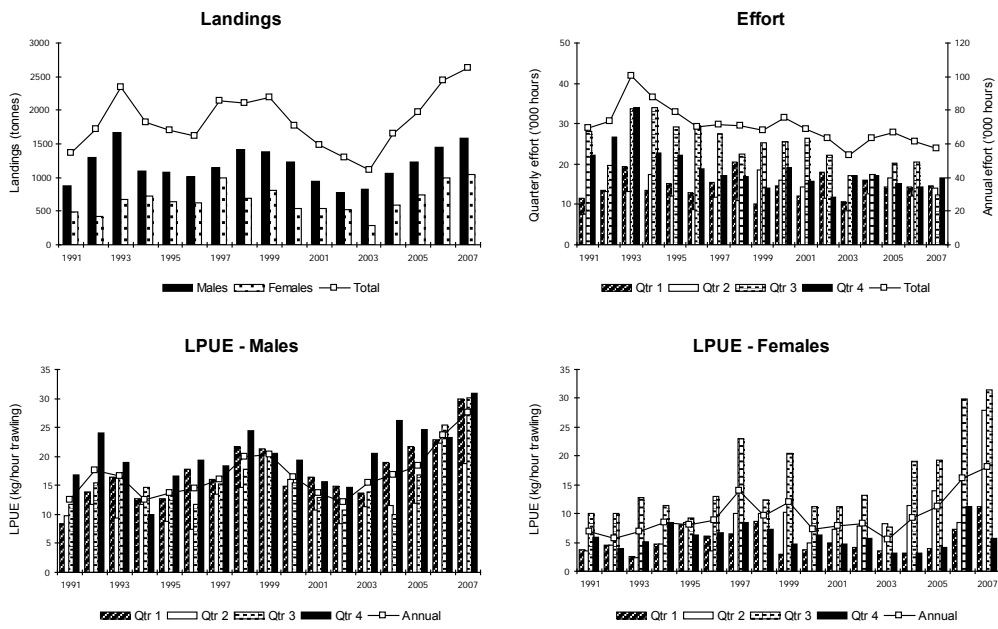 Landings
Landings (tonnes)
3000
2500
2000
1500
1000
500
0
1991 1993 1995 1997 1999 2001 2003 2005 2007
Males Females Total
Effort
Quarterly effort ('000 hours)
50
40
30
20
10
0
Annual effort ('000 hours)
120
100
80
60
40
20
0
1991 1993 1995 1997 1999 2001 2003 2005 2007
Qtr 1 Qtr 2 Qtr 3 Qtr 4 Total
LPUE - Males
LPUE (kg/hour trawling)
35
30
25
20
15
10
5
0
1991 1993 1995 1997 1999 2001 2003 2005 2007
Qtr 1 Qtr 2 Qtr 3 Qtr 4 Annual
LPUE - Females
LPUE (kg/hour trawling)
35
30
25
20
15
10
5
0
1991 1993 1995 1997 1999 2001 2003 2005 2007
Qtr 1 Qtr 2 Qtr 3 Qtr 4 Annual